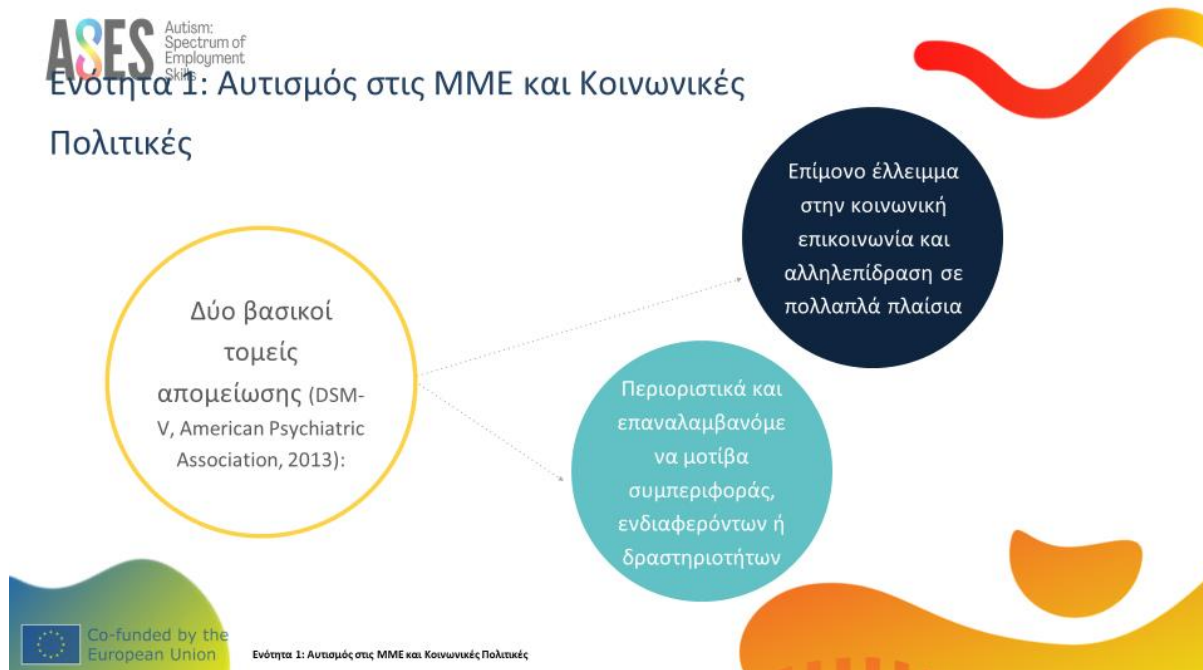 ASES
Autism:
Spectrum of
Employment
Skills
Ενότητα 1: Αυτισμός στις ΜΜΕ και Κοινωνικές
Πολιτικές
Δύο βασικοί
τομείς
απομείωσης (DSM-
V, American Psychiatric
Association, 2013):
Επίμονο έλλειμμα
στην κοινωνική
επικοινωνία και
αλληλεπίδραση σε
πολλαπλά πλαίσια
Περιοριστικά και
επαναλαμβανόμε
να μοτίβα
συμπεριφοράς,
ενδιαφερόντων ή
δραστηριοτήτων
Co-funded by the
European Union
Ενότητα 1: Αυτισμός στις ΜΜΕ και Κοινωνικές Πολιτικές